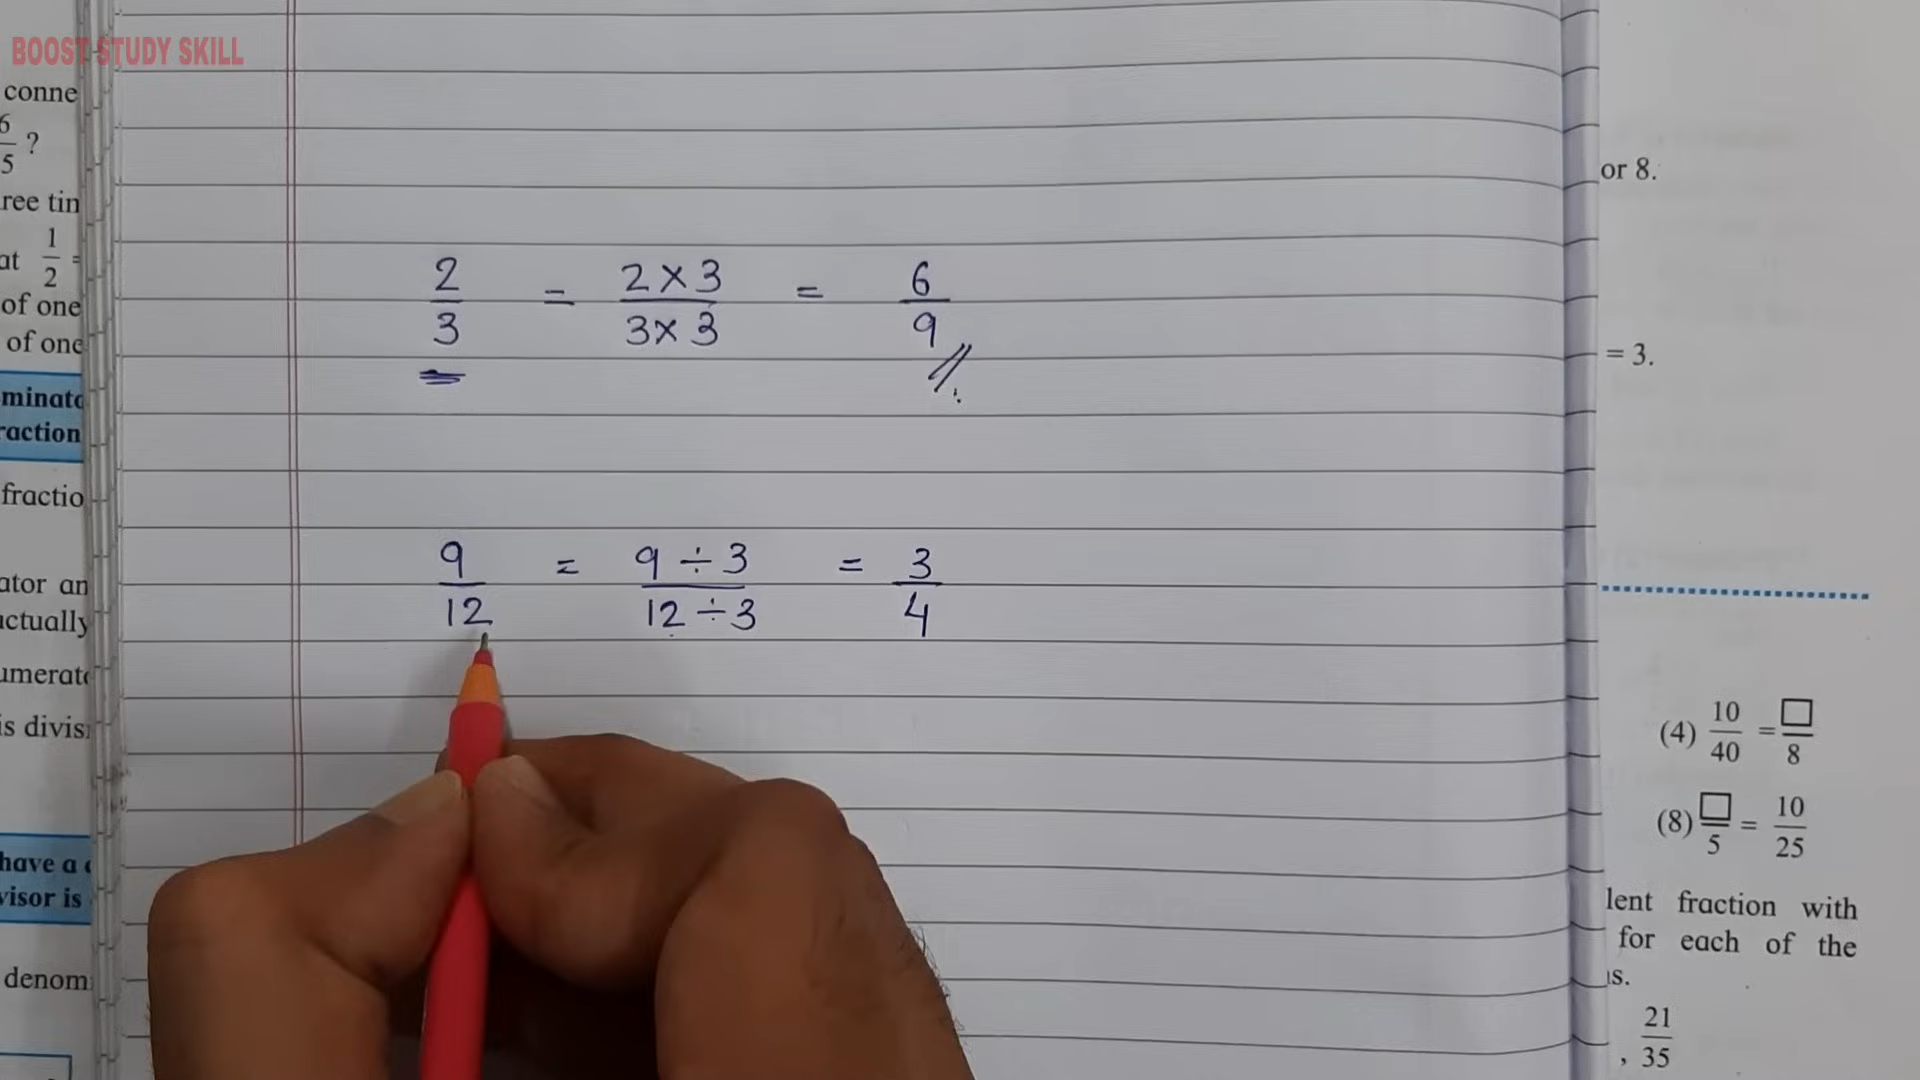 BOOST STUDY SKILL
conne
6/5 ?
ree tin
at 1/2 =
of one
of one
minato
raction
fractio
ator an
actually
umerato
is divisi
have a
visor is
denom
2/3 = 2 × 3/3 × 3 = 6/9 //.
9/12 = 9 ÷ 3/12 ÷ 3 = 3/4
or 8.
= 3.
(4) 10/40 = □/8
(8) □/5 = 10/25
lent fraction with
for each of the
s.
, 21/35